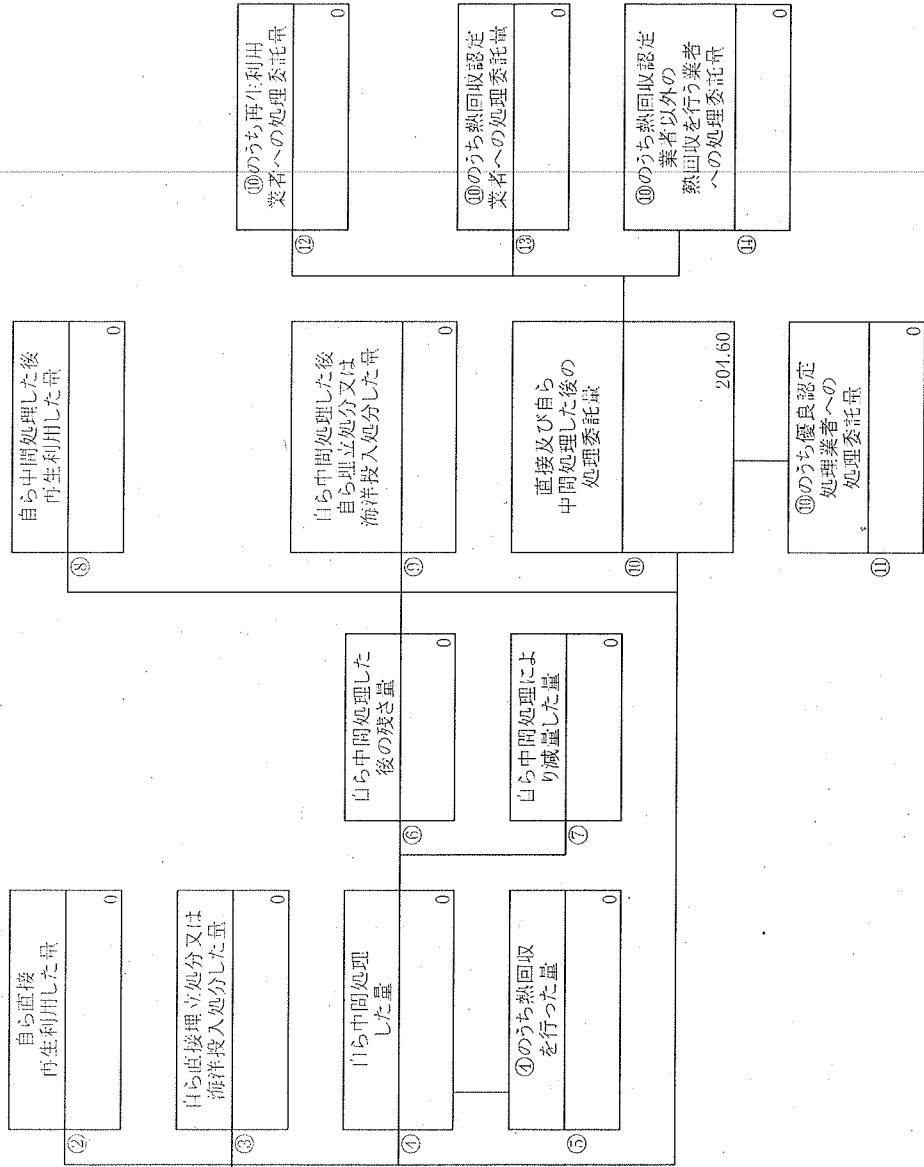 ②
自ら直接
再生利用した量
0
③
自ら直接埋立処分又は
海洋投入処分した量
0
④
自ら中間処理
した量
0
⑤
④のうち熱回収
を行った量
0
⑥
自ら中間処理した
後の残さ量
0
⑦
自ら中間処理によ
り減量した量
0
⑧
自ら中間処理した後
再生利用した量
0
⑨
自ら中間処理した後
自ら埋立処分又は
海洋投入処分した量
0
⑩
直接及び自ら
中間処理した後の
処理委託量
204.60
⑪
⑩のうち優良認定
処理業者への
処理委託量
0
⑫
⑩のうち再生利用
業者への処理委託量
0
⑬
⑩のうち熱回収認定
業者への処理委託量
0
⑭
⑩のうち熱回収認定
業者以外の
熱回収を行う業者
への処理委託量
0